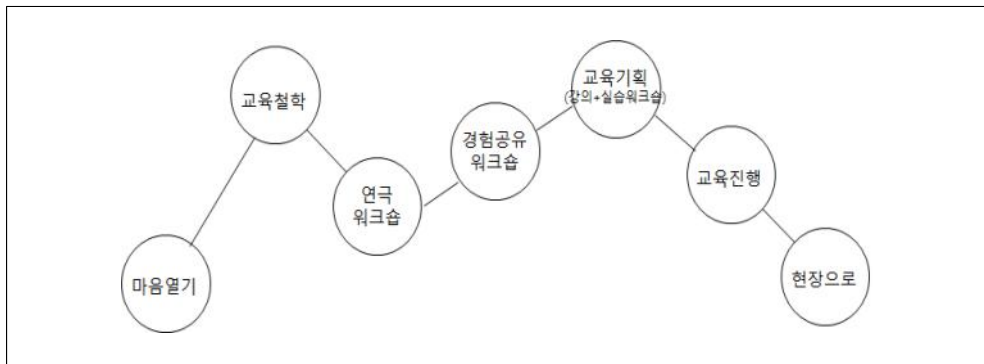 마음열기
교육철학
연극
워크숍
경험공유
워크숍
교육기획
(강의+실습워크숍)
교육진행
현장으로